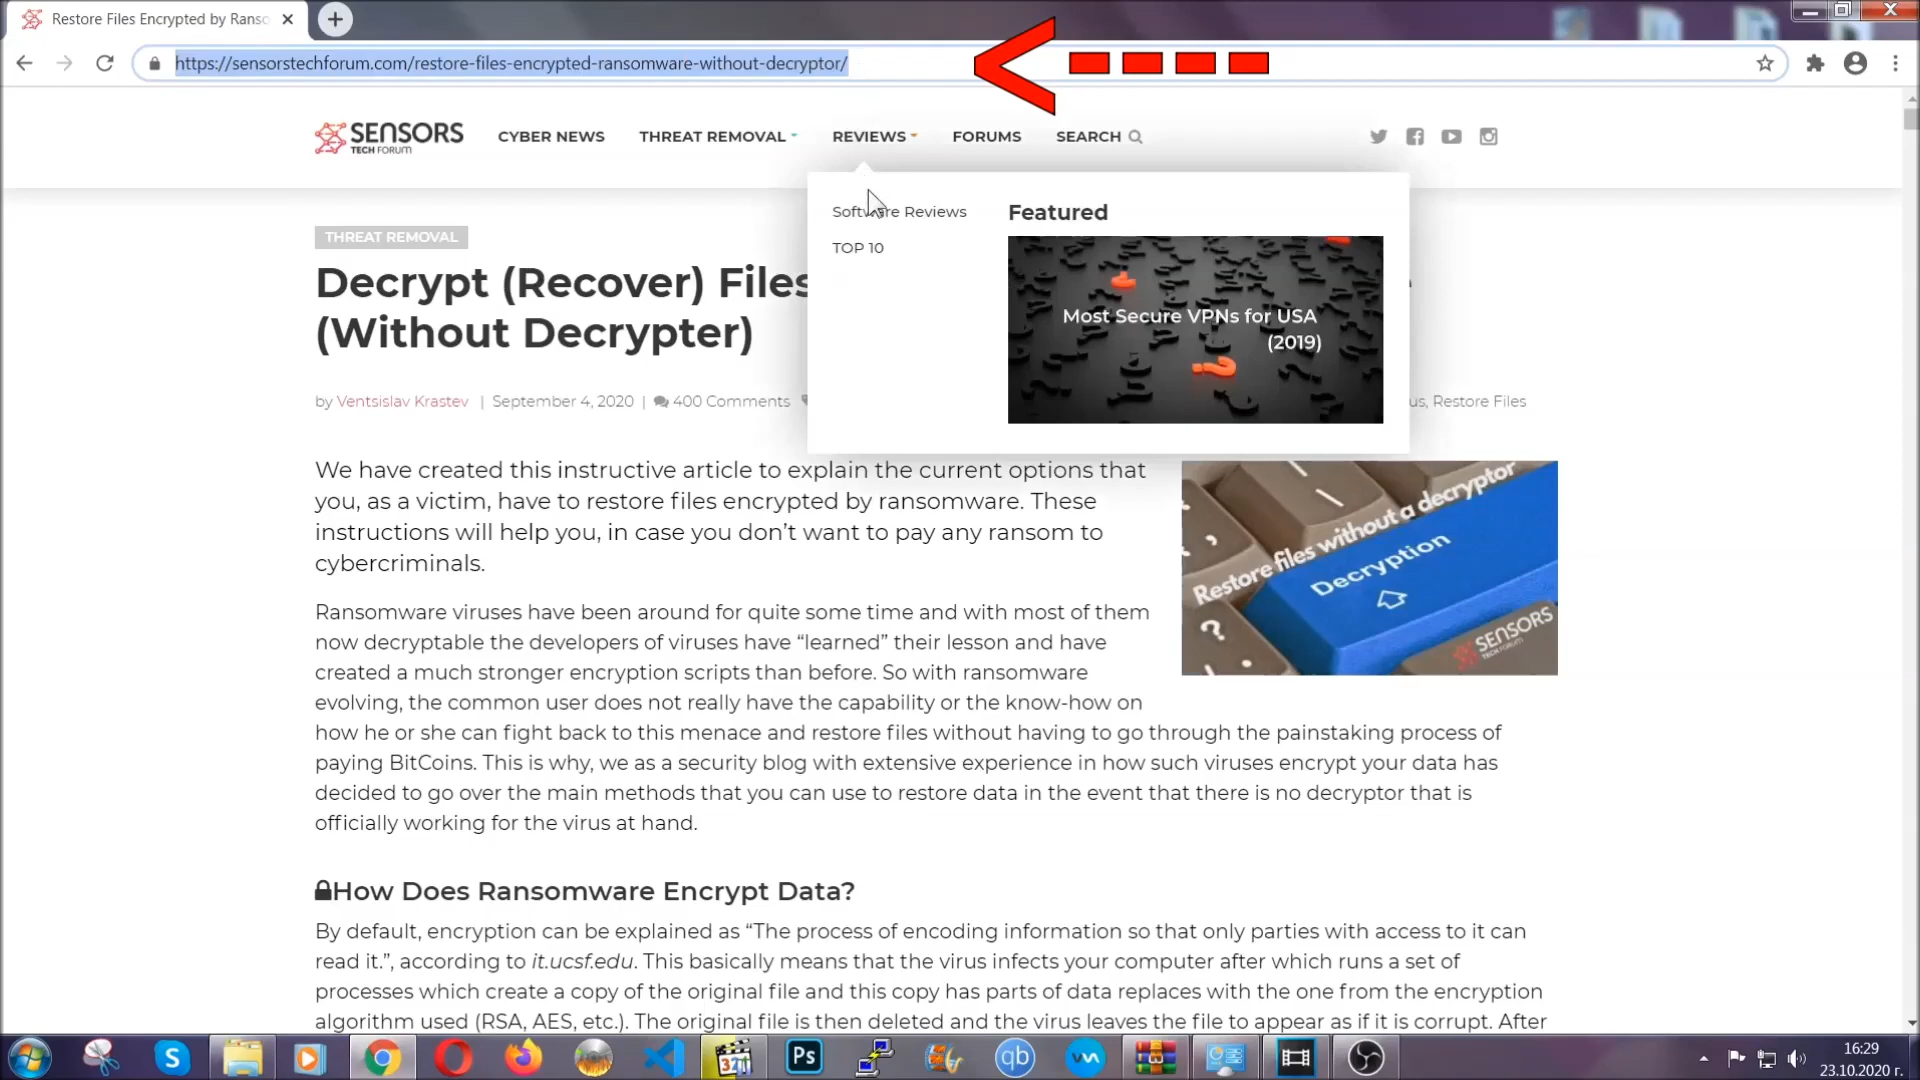 Restore Files Encrypted by Ranso
https://sensorstechforum.com/restore-files-encrypted-ransomware-without-decryptor/
SENSORS
TECH FORUM
CYBER NEWS
THREAT REMOVAL
REVIEWS
FORUMS
SEARCH
Software Reviews
TOP 10
Featured
Most Secure VPNs for USA
(2019)
THREAT REMOVAL
Decrypt (Recover) Files
(Without Decrypter)
by Ventsislav Krastev | September 4, 2020 | 400 Comments
us, Restore Files
We have created this instructive article to explain the current options that
you, as a victim, have to restore files encrypted by ransomware. These
instructions will help you, in case you don’t want to pay any ransom to
cybercriminals.
Restore files without a decryptor
Decryption
SENSORS
TECH FORUM
Ransomware viruses have been around for quite some time and with most of them
now decryptable the developers of viruses have “learned” their lesson and have
created a much stronger encryption scripts than before. So with ransomware
evolving, the common user does not really have the capability or the know-how on
how he or she can fight back to this menace and restore files without having to go through the painstaking process of
paying BitCoins. This is why, we as a security blog with extensive experience in how such viruses encrypt your data has
decided to go over the main methods that you can use to restore data in the event that there is no decryptor that is
officially working for the virus at hand.
How Does Ransomware Encrypt Data?
By default, encryption can be explained as “The process of encoding information so that only parties with access to it can
read it.”, according to it.ucsf.edu. This basically means that the virus infects your computer after which runs a set of
processes which create a copy of the original file and this copy has parts of data replaces with the one from the encryption
algorithm used (RSA, AES, etc.). The original file is then deleted and the virus leaves the file to appear as if it is corrupt. After
321
Ps
qb
16:29
23.10.2020 г.